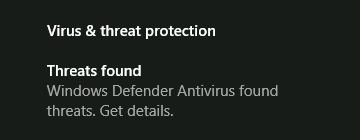 Virus & threat protection
Threats found
Windows Defender Antivirus found
threats. Get details.